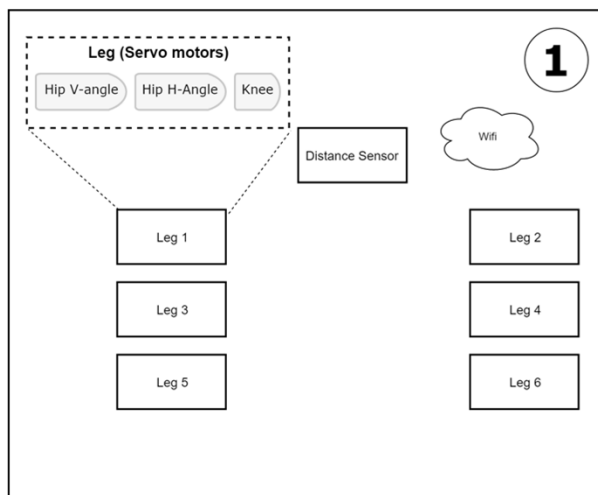 Leg (Servo motors)
Hip V-angle Hip H-Angle Knee
1
Distance Sensor
Wifi
Leg 1
Leg 2
Leg 3
Leg 4
Leg 5
Leg 6